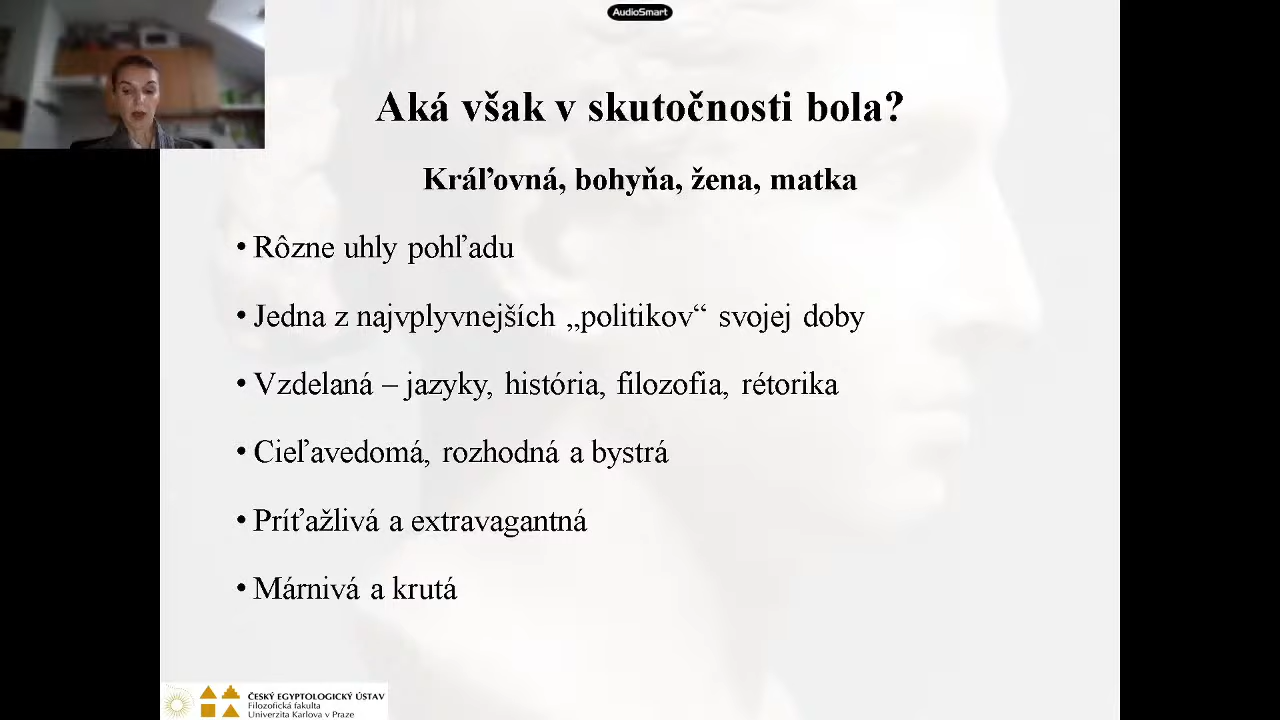 AudioSmart
Aká však v skutočnosti bola?
Kráľovná, bohyňa, žena, matka
• Rôzne uhly pohľadu
• Jedna z najvplyvnejších „politikov“ svojej doby
• Vzdelaná – jazyky, história, filozofia, rétorika
• Cieľavedomá, rozhodná a bystrá
• Príťažlivá a extravagantná
• Márnivá a krutá
ČESKÝ EGYPTOLOGICKÝ ÚSTAV
Filozofická fakulta
Univerzita Karlova v Praze